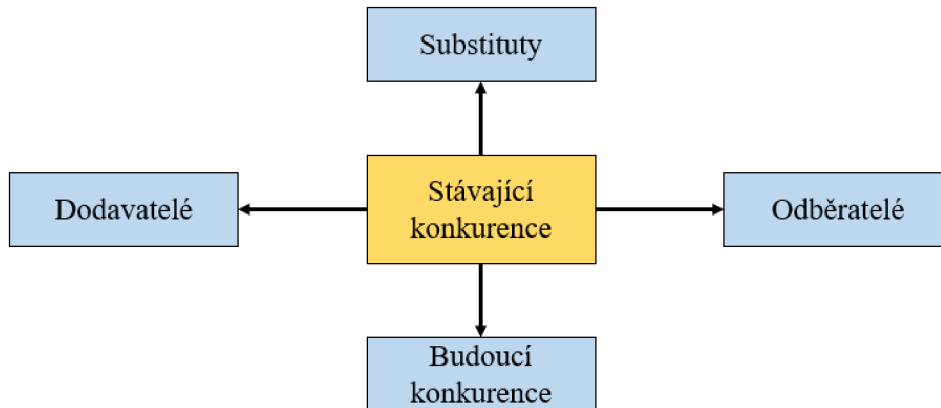 Substituty
Dodavatelé
Stávající
konkurence
Odběratelé
Budoucí
konkurence